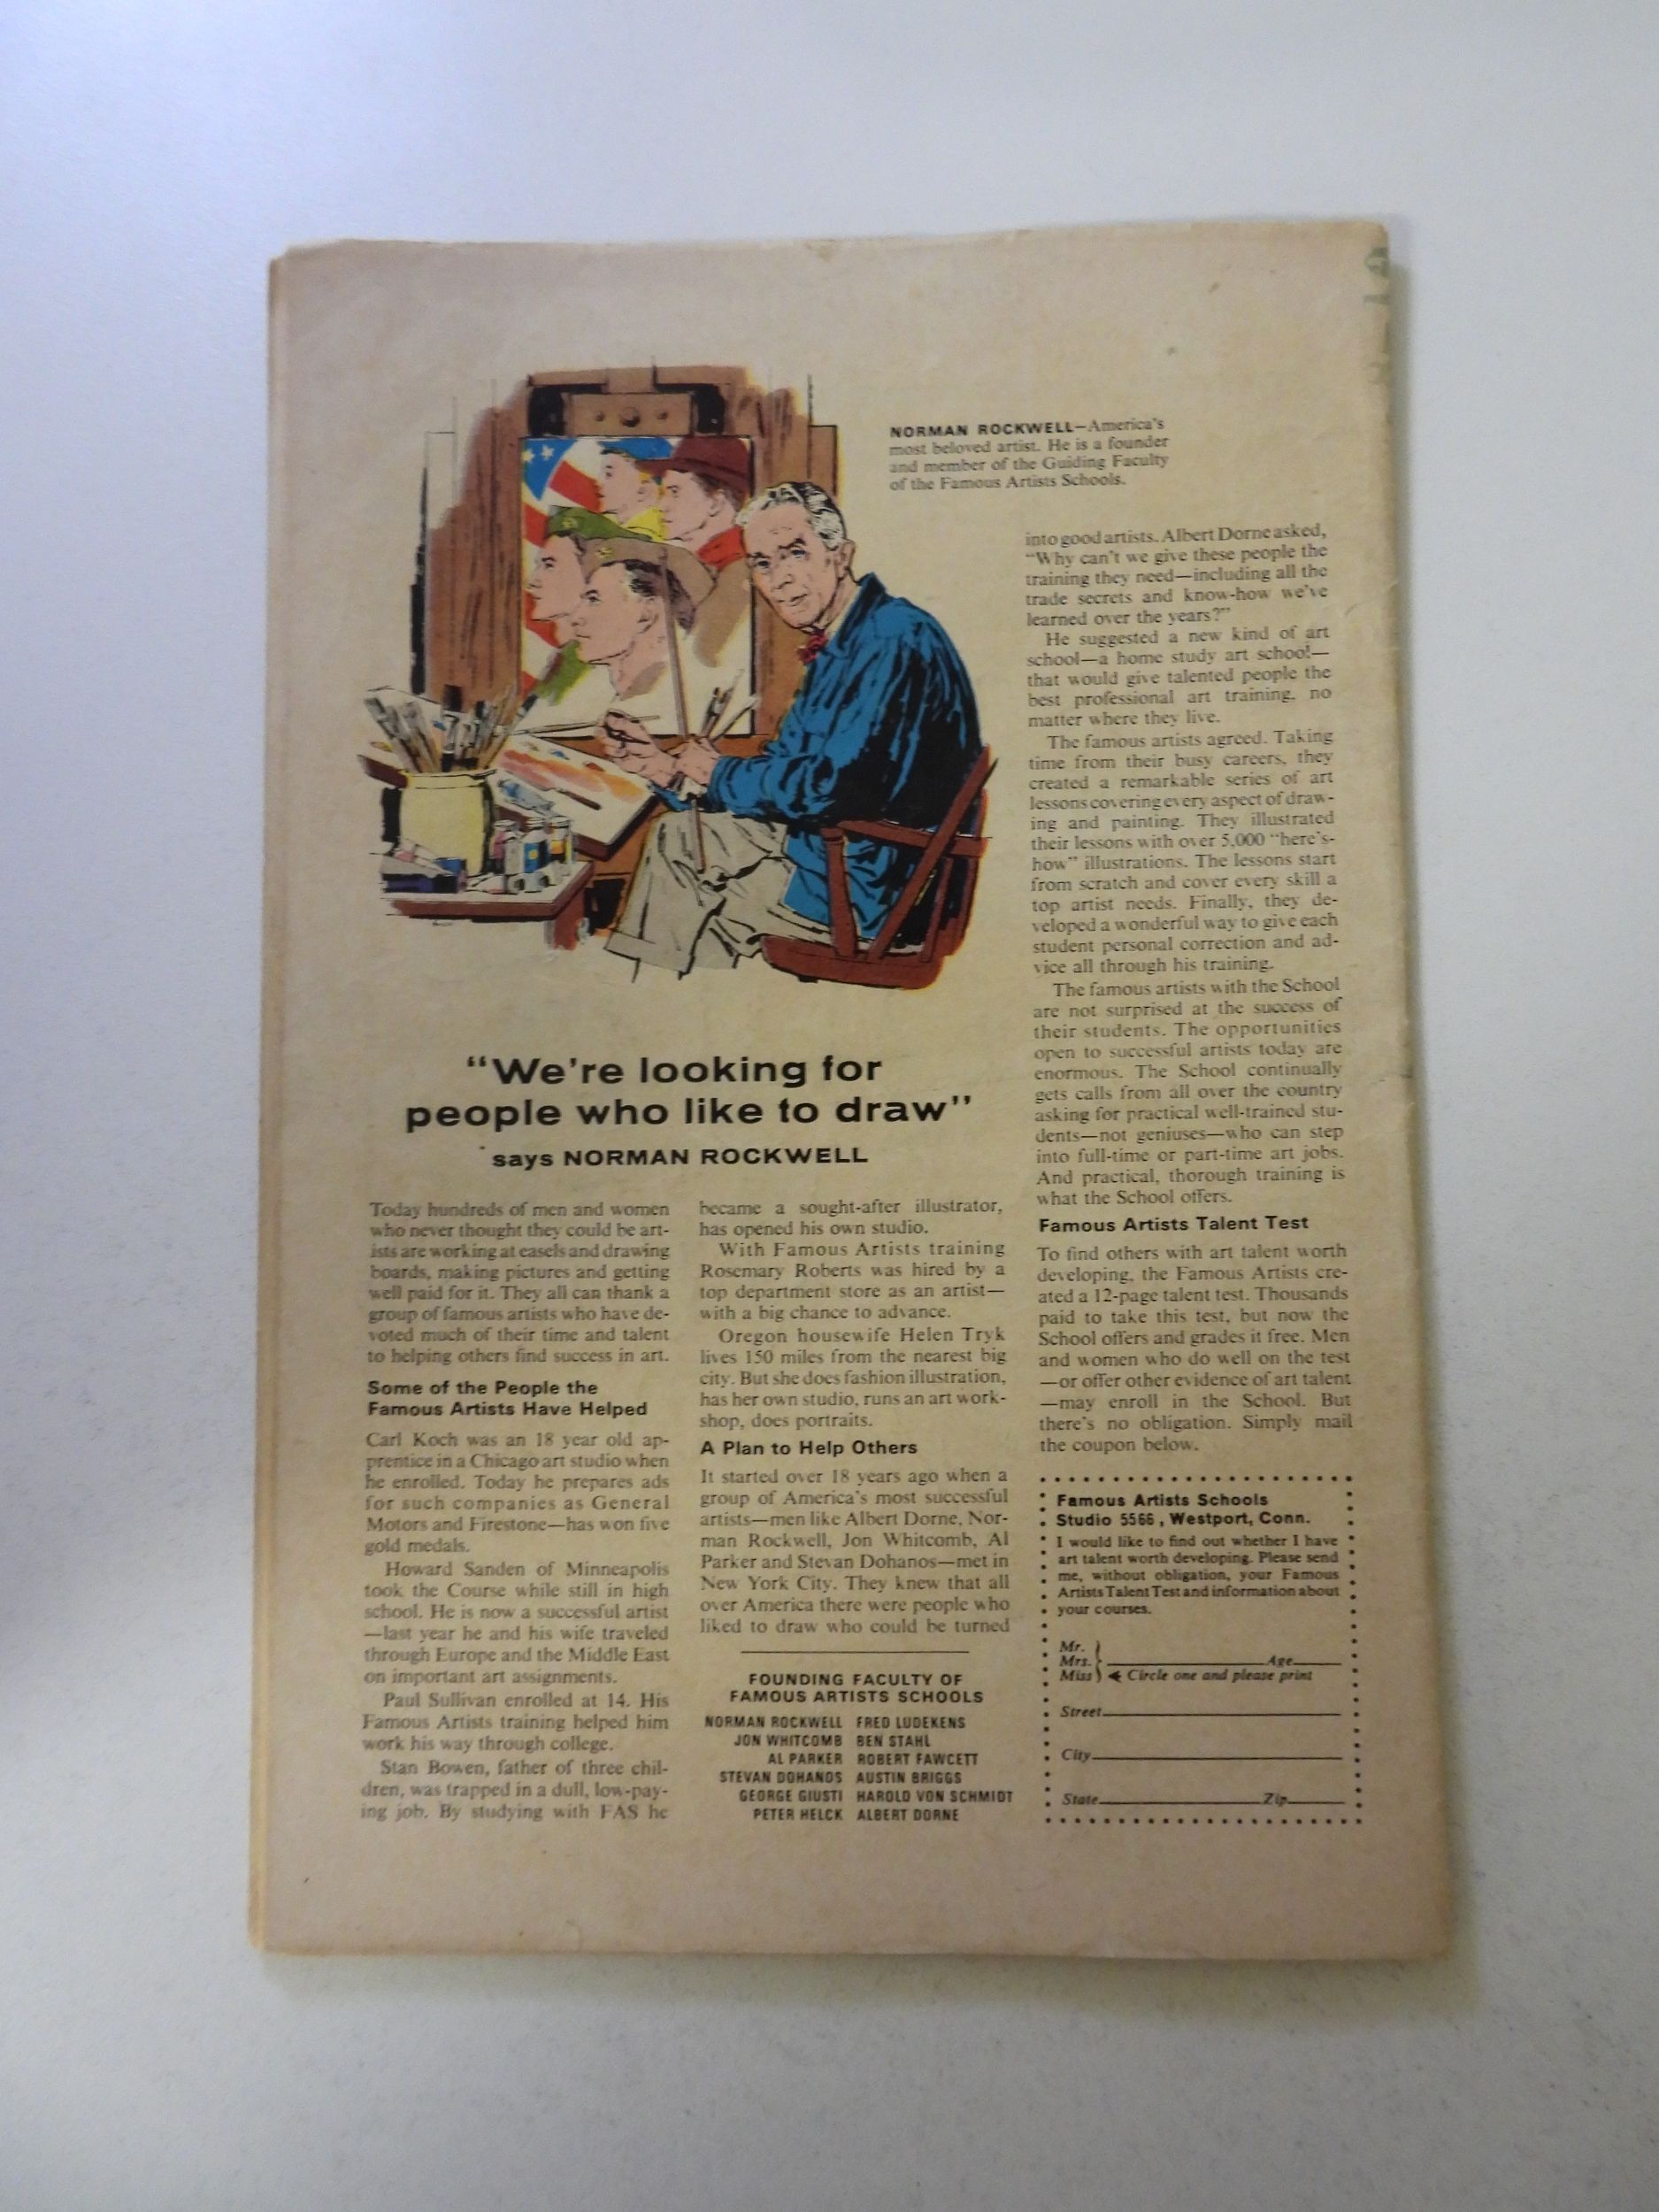 NORMAN ROCKWELL—America's
most beloved artist. He is a founder
and member of the Guiding Faculty
of the Famous Artists Schools.
"We're looking for
people who like to draw"
says NORMAN ROCKWELL
Today hundreds of men and women
who never thought they could be art-
ists are working at easels and drawing
boards, making pictures and getting
well paid for it. They all can thank a
group of famous artists who have de-
voted much of their time and talent
to helping others find success in art.
Some of the People the
Famous Artists Have Helped
Carl Koch was an 18 year old ap-
prentice in a Chicago art studio when
he enrolled. Today he prepares ads
for such companies as General
Motors and Firestone—has won five
gold medals.
Howard Sanden of Minneapolis
took the Course while still in high
school. He is now a successful artist
—last year he and his wife traveled
through Europe and the Middle East
on important art assignments.
Paul Sullivan enrolled at 14. His
Famous Artists training helped him
work his way through college.
Stan Bowen, father of three chil-
dren, was trapped in a dull, low-pay-
ing job. By studying with FAS he
became a sought-after illustrator,
has opened his own studio.
With Famous Artists training
Rosemary Roberts was hired by a
top department store as an artist—
with a big chance to advance.
Oregon housewife Helen Tryk
lives 150 miles from the nearest big
city. But she does fashion illustration,
has her own studio, runs an art work-
shop, does portraits.
A Plan to Help Others
It started over 18 years ago when a
group of America's most successful
artists—men like Albert Dorne, Nor-
man Rockwell, Jon Whitcomb, Al
Parker and Stevan Dohanos—met in
New York City. They knew that all
over America there were people who
liked to draw who could be turned
FOUNDING FACULTY OF
FAMOUS ARTISTS SCHOOLS
NORMAN ROCKWELL FRED LUDEKENS
JON WHITCOMB BEN STAHL
AL PARKER ROBERT FAWCETT
STEVAN DOHANOS AUSTIN BRIGGS
GEORGE GIUSTI HAROLD VON SCHMIDT
PETER HELCK ALBERT DORNE
into good artists. Albert Dorne asked,
"Why can't we give these people the
training they need—including all the
trade secrets and know-how we've
learned over the years?"
He suggested a new kind of art
school—a home study art school—
that would give talented people the
best professional art training, no
matter where they live.
The famous artists agreed. Taking
time from their busy careers, they
created a remarkable series of art
lessons covering every aspect of draw-
ing and painting. They illustrated
their lessons with over 5,000 "here's-
how" illustrations. The lessons start
from scratch and cover every skill a
top artist needs. Finally, they de-
veloped a wonderful way to give each
student personal correction and ad-
vice all through his training.
The famous artists with the School
are not surprised at the success of
their students. The opportunities
open to successful artists today are
enormous. The School continually
gets calls from all over the country
asking for practical well-trained stu-
dents—not geniuses—who can step
into full-time or part-time art jobs.
And practical, thorough training is
what the School offers.
Famous Artists Talent Test
To find others with art talent worth
developing, the Famous Artists cre-
ated a 12-page talent test. Thousands
paid to take this test, but now the
School offers and grades it free. Men
and women who do well on the test
—or offer other evidence of art talent
—may enroll in the School. But
there's no obligation. Simply mail
the coupon below.
Famous Artists Schools
Studio 5566, Westport, Conn.
I would like to find out whether I have
art talent worth developing. Please send
me, without obligation, your Famous
Artists Talent Test and information about
your courses.
Mr.
Mrs. Age
Miss Circle one and please print
Street
City
State Zip